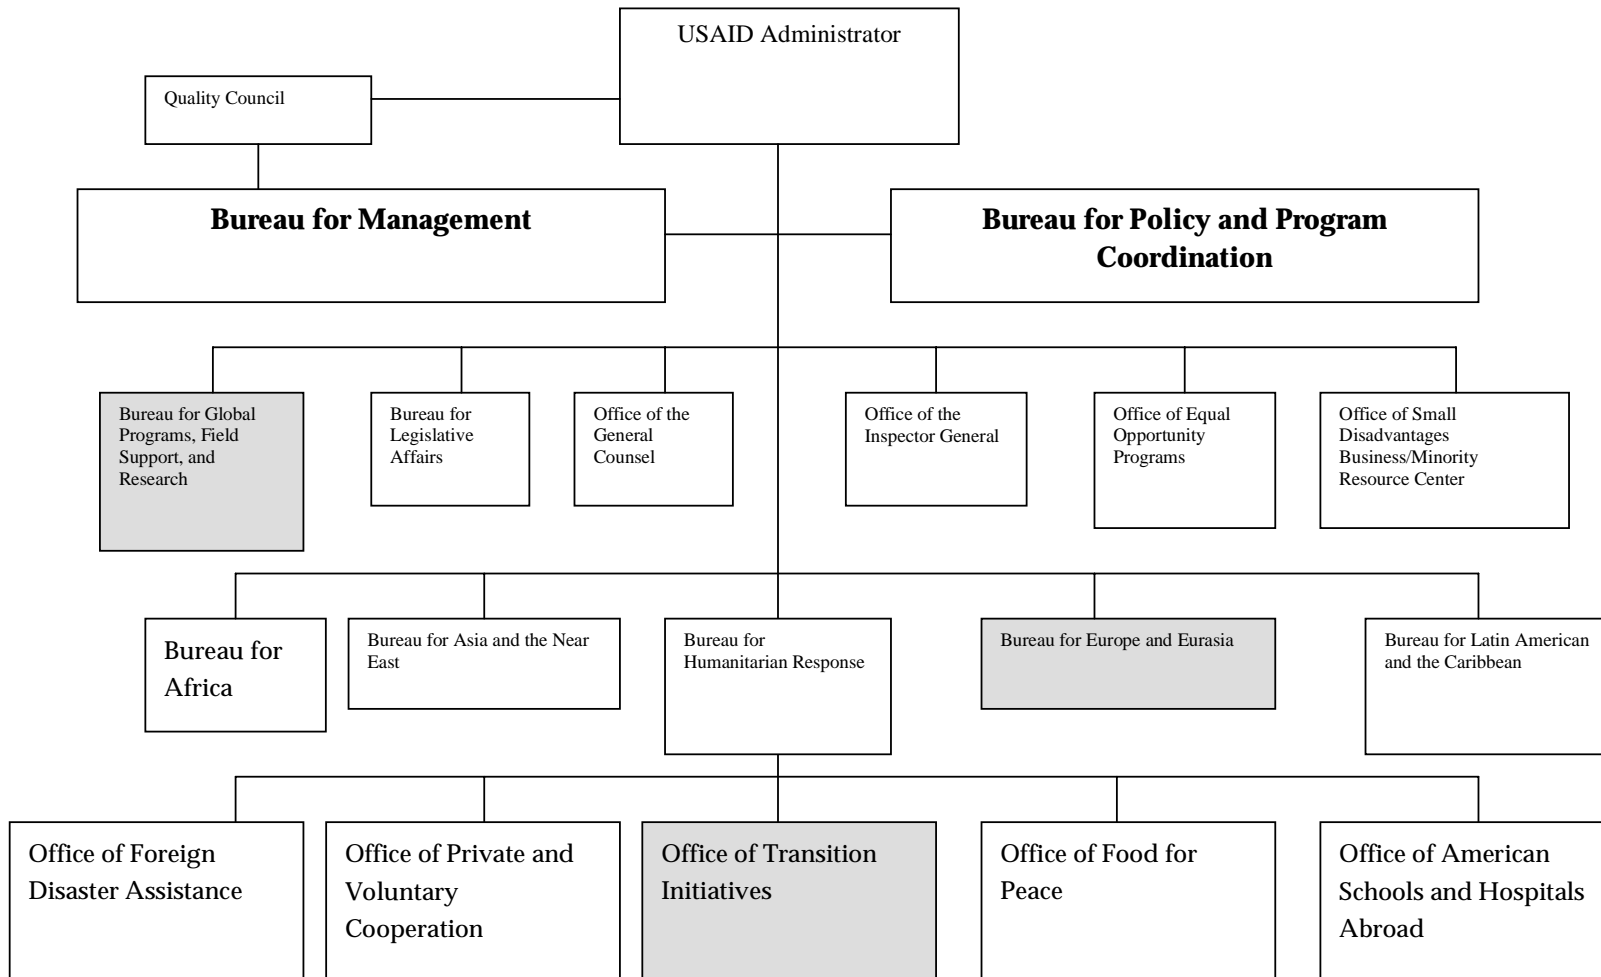 USAID Administrator
Quality Council
Bureau for Management
Bureau for Policy and Program
Coordination
Bureau for Global
Programs, Field
Support, and
Research
Bureau for
Legislative
Affairs
Office of the
General
Counsel
Office of the
Inspector General
Office of Equal
Opportunity
Programs
Office of Small
Disadvantages
Business/Minority
Resource Center
Bureau for
Africa
Bureau for Asia and the Near
East
Bureau for
Humanitarian Response
Bureau for Europe and Eurasia
Bureau for Latin American
and the Caribbean
Office of Foreign
Disaster Assistance
Office of Private and
Voluntary
Cooperation
Office of Transition
Initiatives
Office of Food for
Peace
Office of American
Schools and Hospitals
Abroad